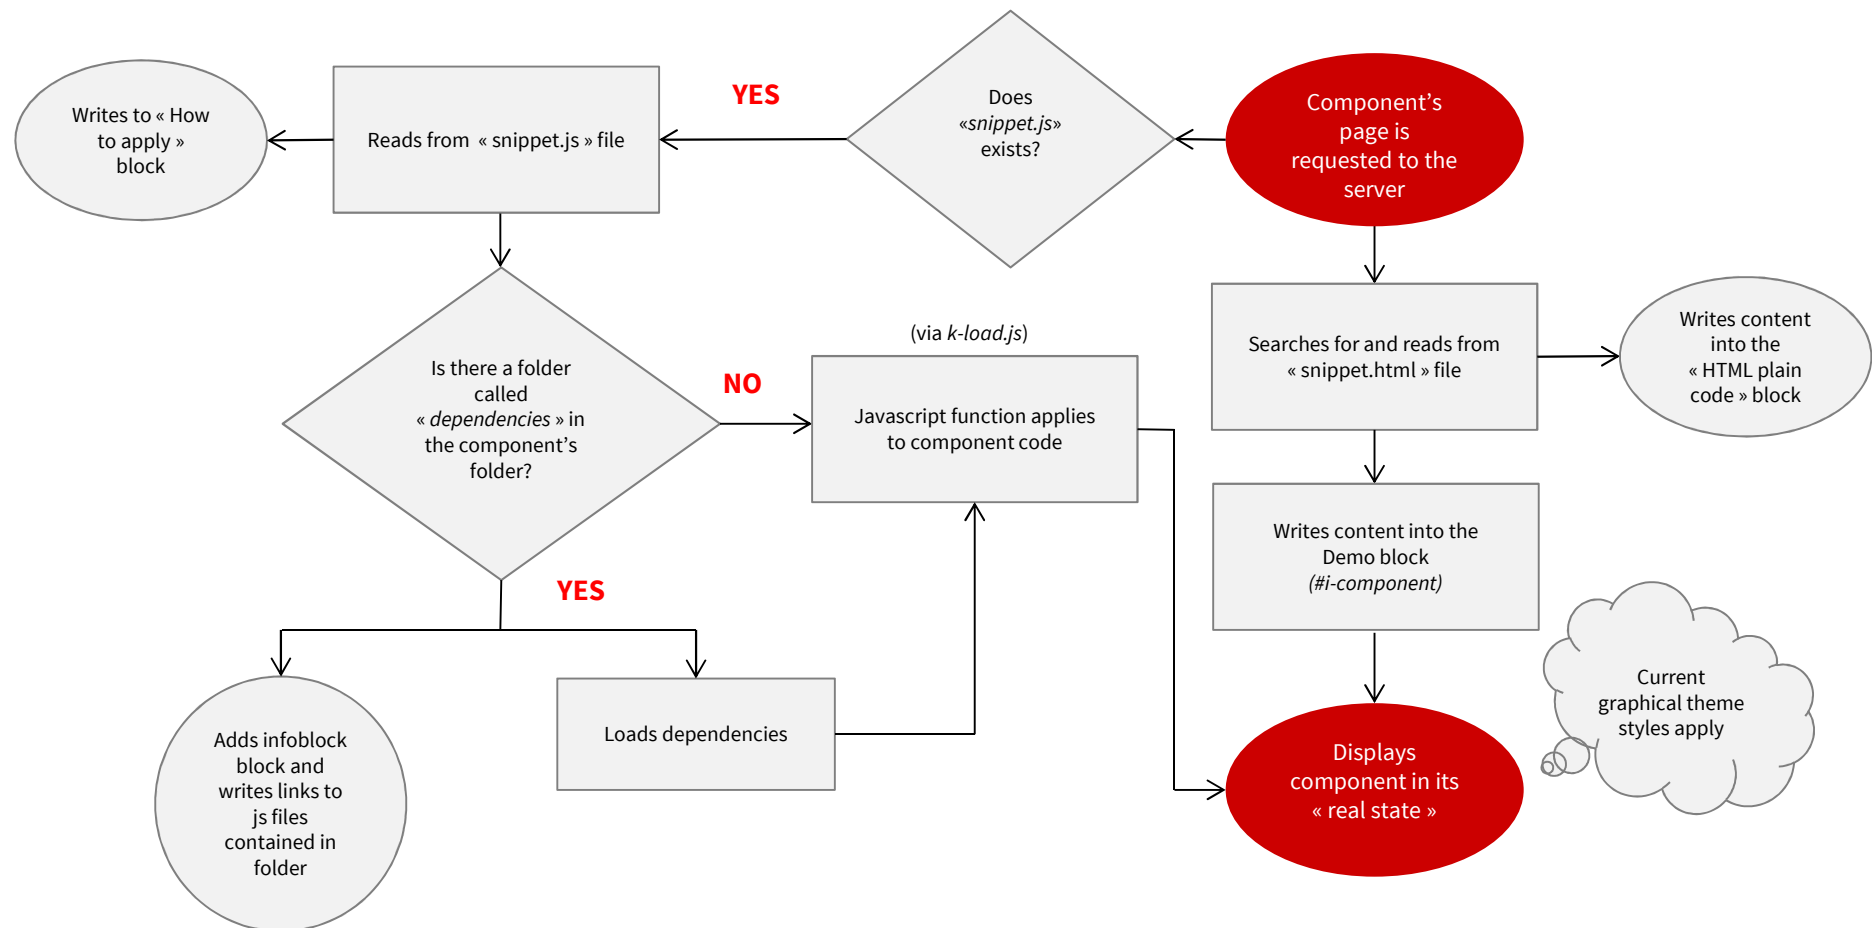 Writes to « How
to apply »
block
Reads from « snippet.js » file
YES
Does
«snippet.js»
exists?
Component’s
page is
requested to the
server
Is there a folder
called
« dependencies » in
the component’s
folder?
NO
(via k-load.js)
Javascript function applies
to component code
Searches for and reads from
« snippet.html » file
Writes content
into the
« HTML plain
code » block
Writes content into the
Demo block
(#i-component)
YES
Adds infoblock
block and
writes links to
js files
contained in
folder
Loads dependencies
Displays
component in its
« real state »
Current
graphical theme
styles apply